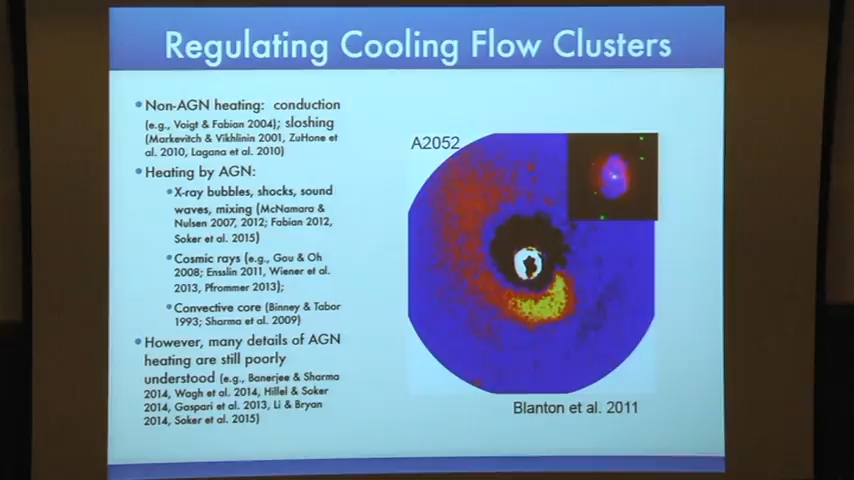 Regulating Cooling Flow Clusters
• Non-AGN heating: conduction
(e.g., Voigt & Fabian 2004); sloshing
(Markevitch & Vikhlinin 2001, ZuHone et
al. 2010, Lagana et al. 2010)
• Heating by AGN:
• X-ray bubbles, shocks, sound
waves, mixing (McNamara &
Nulsen 2007, 2012; Fabian 2012,
Soker et al. 2015)
• Cosmic rays (e.g., Gou & Oh
2008; Ensslin 2011, Wiener et al.
2013, Pfrommer 2013);
• Convective core (Binney & Tabor
1993; Sharma et al. 2009)
• However, many details of AGN
heating are still poorly
understood (e.g., Banerjee & Sharma
2014, Wagh et al. 2014, Hillel & Soker
2014, Gaspari et al. 2013, Li & Bryan
2014, Soker et al. 2015)
A2052
Blanton et al. 2011